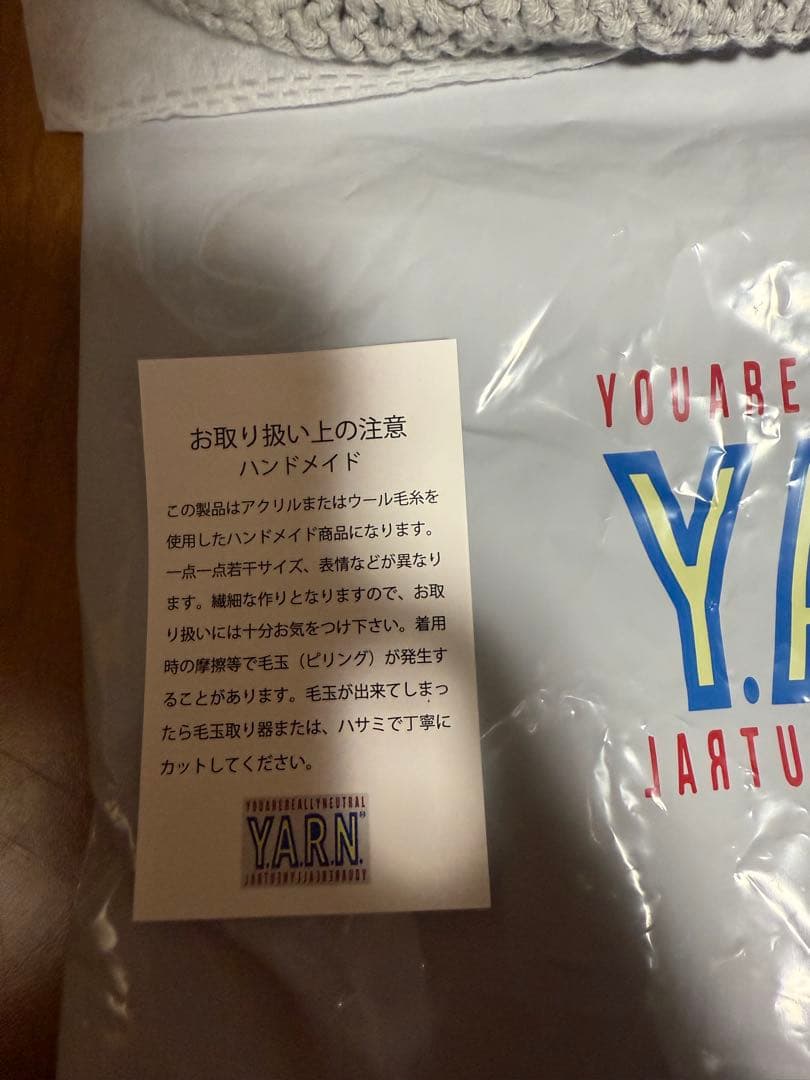 お取り扱い上の注意
ハンドメイド
この製品はアクリルまたはウール毛糸を
使用したハンドメイド商品になります。
一点一点若干サイズ、表情などが異なり
ます。繊細な作りとなりますので、お取
り扱いには十分お気をつけ下さい。着用
時の摩擦等で毛玉（ピリング）が発生す
ることがあります。毛玉が出来てしまっ
たら毛玉取り器または、ハサミで丁寧に
カットしてください。
YOUAREREALLYNEUTRAL
Y.A.R.N.®
YOUAREREALLYNEUTRAL
YOUARE
Y.A
UTRAL